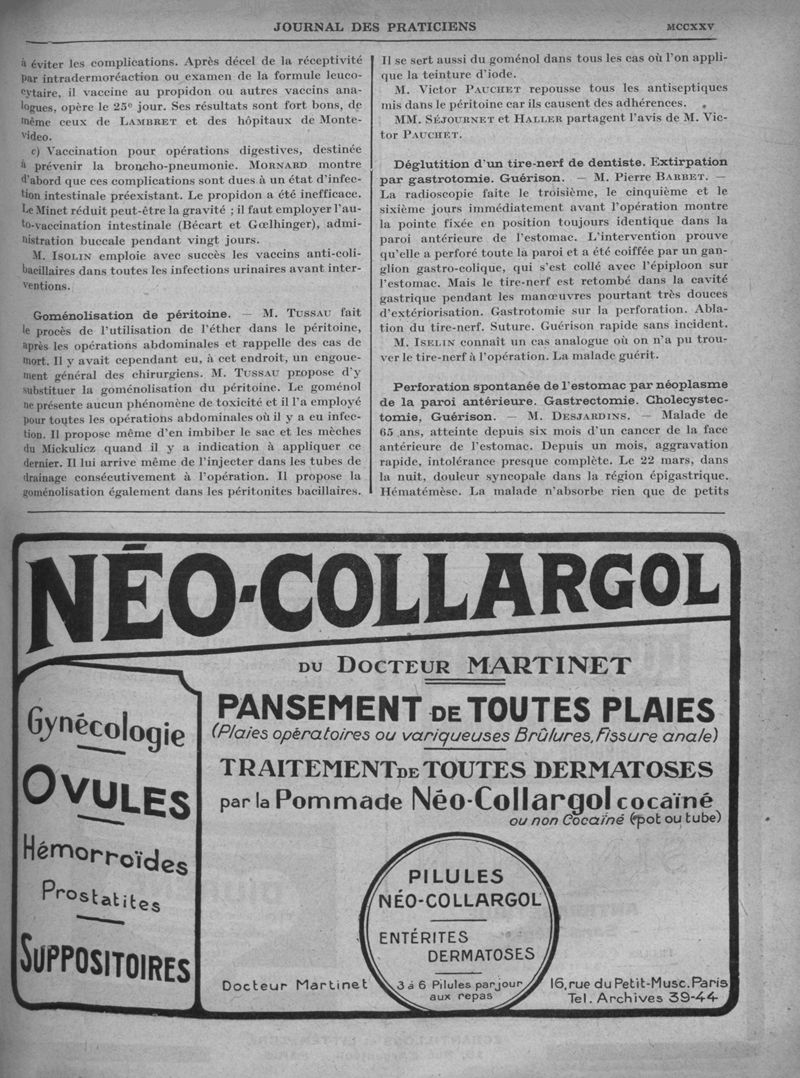 JOURNAL DES PRATICIENS
MCCXXV
à éviter les complications. Après décel de la réceptivité
par intradermoréaction ou examen de la formule leuco-
cytaire, il vaccine au propidon ou autres vaccins ana-
logues, opère le 25e jour. Ses résultats sont fort bons, de
même ceux de LAMBRET et des hôpitaux de Monte-
video.
c) Vaccination pour opérations digestives, destinée
à prévenir la broncho-pneumonie. MORNARD montre
d'abord que ces complications sont dues à un état d'infec-
tion intestinale préexistant. Le propidon a été inefficace.
Le Minet réduit peut-être la gravité ; il faut employer l'au-
to-vaccination intestinale (Bécart et Gœlhinger), admi-
nistration buccale pendant vingt jours.
M. ISOLIN emploie avec succès les vaccins anti-coli-
bacillaires dans toutes les infections urinaires avant inter-
ventions.
Goménolisation de péritoine. — M. TUSSAU fait
le procès de l'utilisation de l'éther dans le péritoine,
après les opérations abdominales et rappelle des cas de
mort. Il y avait cependant eu, à cet endroit, un engoue-
ment général des chirurgiens. M. TUSSAU propose d'y
substituer la goménolisation du péritoine. Le goménol
ne présente aucun phénomène de toxicité et il l'a employé
pour toutes les opérations abdominales où il y a eu infec-
tion. Il propose même d'en imbiber le sac et les mèches
du Mickulicz quand il y a indication à appliquer ce
dernier. Il lui arrive même de l'injecter dans les tubes de
drainage consécutivement à l'opération. Il propose la
goménolisation également dans les péritonites bacillaires.
Il se sert aussi du goménol dans tous les cas où l'on appli-
que la teinture d'iode.
M. Victor PAUCHET repousse tous les antiseptiques
mis dans le péritoine car ils causent des adhérences.
MM. SÉJOURNET et HALLER partagent l'avis de M. Vic-
tor PAUCHET.
Déglutition d'un tire-nerf de dentiste. Extirpation
par gastrotomie. Guérison. — M. Pierre BARBET. —
La radioscopie faite le troisième, le cinquième et le
sixième jours immédiatement avant l'opération montre
la pointe fixée en position toujours identique dans la
paroi antérieure de l'estomac. L'intervention prouve
qu'elle a perforé toute la paroi et a été coiffée par un gan-
glion gastro-colique, qui s'est collé avec l'épiploon sur
l'estomac. Mais le tire-nerf est retombé dans la cavité
gastrique pendant les manœuvres pourtant très douces
d'extériorisation. Gastrotomie sur la perforation. Abla-
tion du tire-nerf. Suture. Guérison rapide sans incident.
M. ISELIN connaît un cas analogue où on n'a pu trou-
ver le tire-nerf à l'opération. La malade guérit.
Perforation spontanée de l'estomac par néoplasme
de la paroi antérieure. Gastrectomie. Cholecystec-
tomie, Guérison. — M. DESJARDINS. — Malade de
65 ans, atteinte depuis six mois d'un cancer de la face
antérieure de l'estomac. Depuis un mois, aggravation
rapide, intolérance presque complète. Le 22 mars, dans
la nuit, douleur syncopale dans la région épigastrique.
Hématémèse. La malade n'absorbe rien que de petits
NÉO-COLLARGOL
DU DOCTEUR MARTINET
PANSEMENT DE TOUTES PLAIES
(Plaies opératoires ou variqueuses Brûlures, Fissure anale)
TRAITEMENT DE TOUTES DERMATOSES
par la Pommade Néo-Collargol cocaïné
ou non Cocaïné (pot ou tube)
Gynécologie
OVULES
Hémorroïdes
Prostatites
SUPPOSITOIRES
PILULES
NÉO-COLLARGOL
ENTÉRITES
DERMATOSES
3 à 6 Pilules par jour
aux repas
Docteur Martinet
16, rue du Petit-Musc. Paris
Tel. Archives 39-44